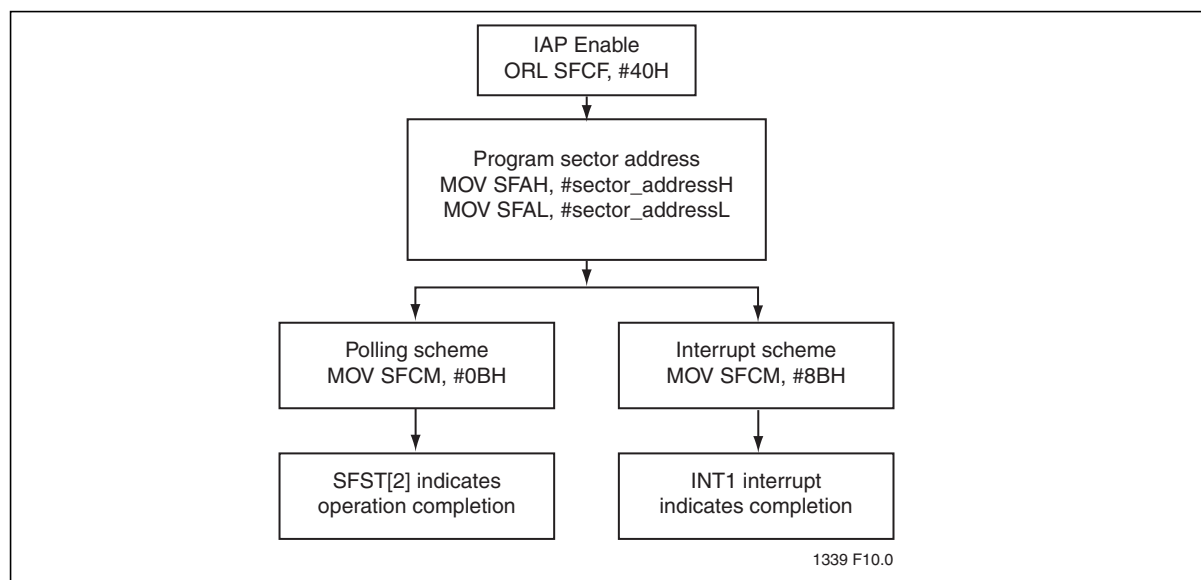 IAP Enable
ORL SFCF, #40H
Program sector address
MOV SFAH, #sector_addressH
MOV SFAL, #sector_addressL
Polling scheme
MOV SFCM, #0BH
Interrupt scheme
MOV SFCM, #8BH
SFST[2] indicates
operation completion
INT1 interrupt
indicates completion
1339 F10.0